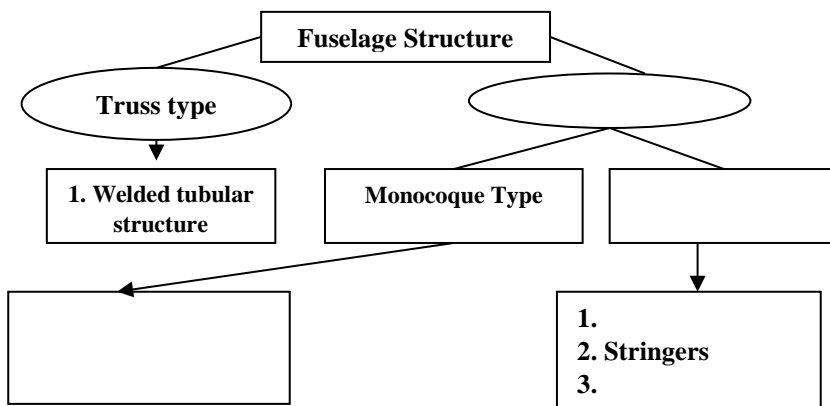 Fuselage Structure
Truss type
1. Welded tubular
structure
Monocoque Type
1.
2. Stringers
3.